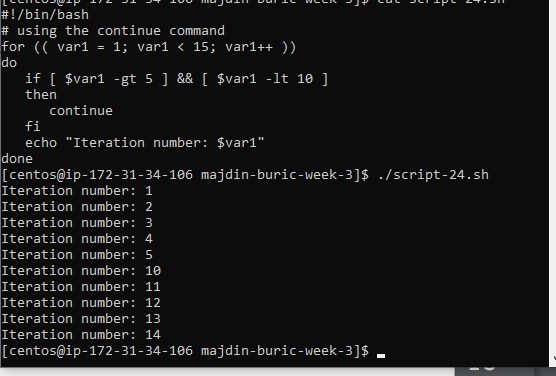 [centos@ip-172-31-34-106 majdin-buric-week-3]$ cat script-24.sh
#!/bin/bash
# using the continue command
for (( var1 = 1; var1 < 15; var1++ ))
do
   if [ $var1 -gt 5 ] && [ $var1 -lt 10 ]
   then
      continue
   fi
   echo "Iteration number: $var1"
done
[centos@ip-172-31-34-106 majdin-buric-week-3]$ ./script-24.sh
Iteration number: 1
Iteration number: 2
Iteration number: 3
Iteration number: 4
Iteration number: 5
Iteration number: 10
Iteration number: 11
Iteration number: 12
Iteration number: 13
Iteration number: 14
[centos@ip-172-31-34-106 majdin-buric-week-3]$